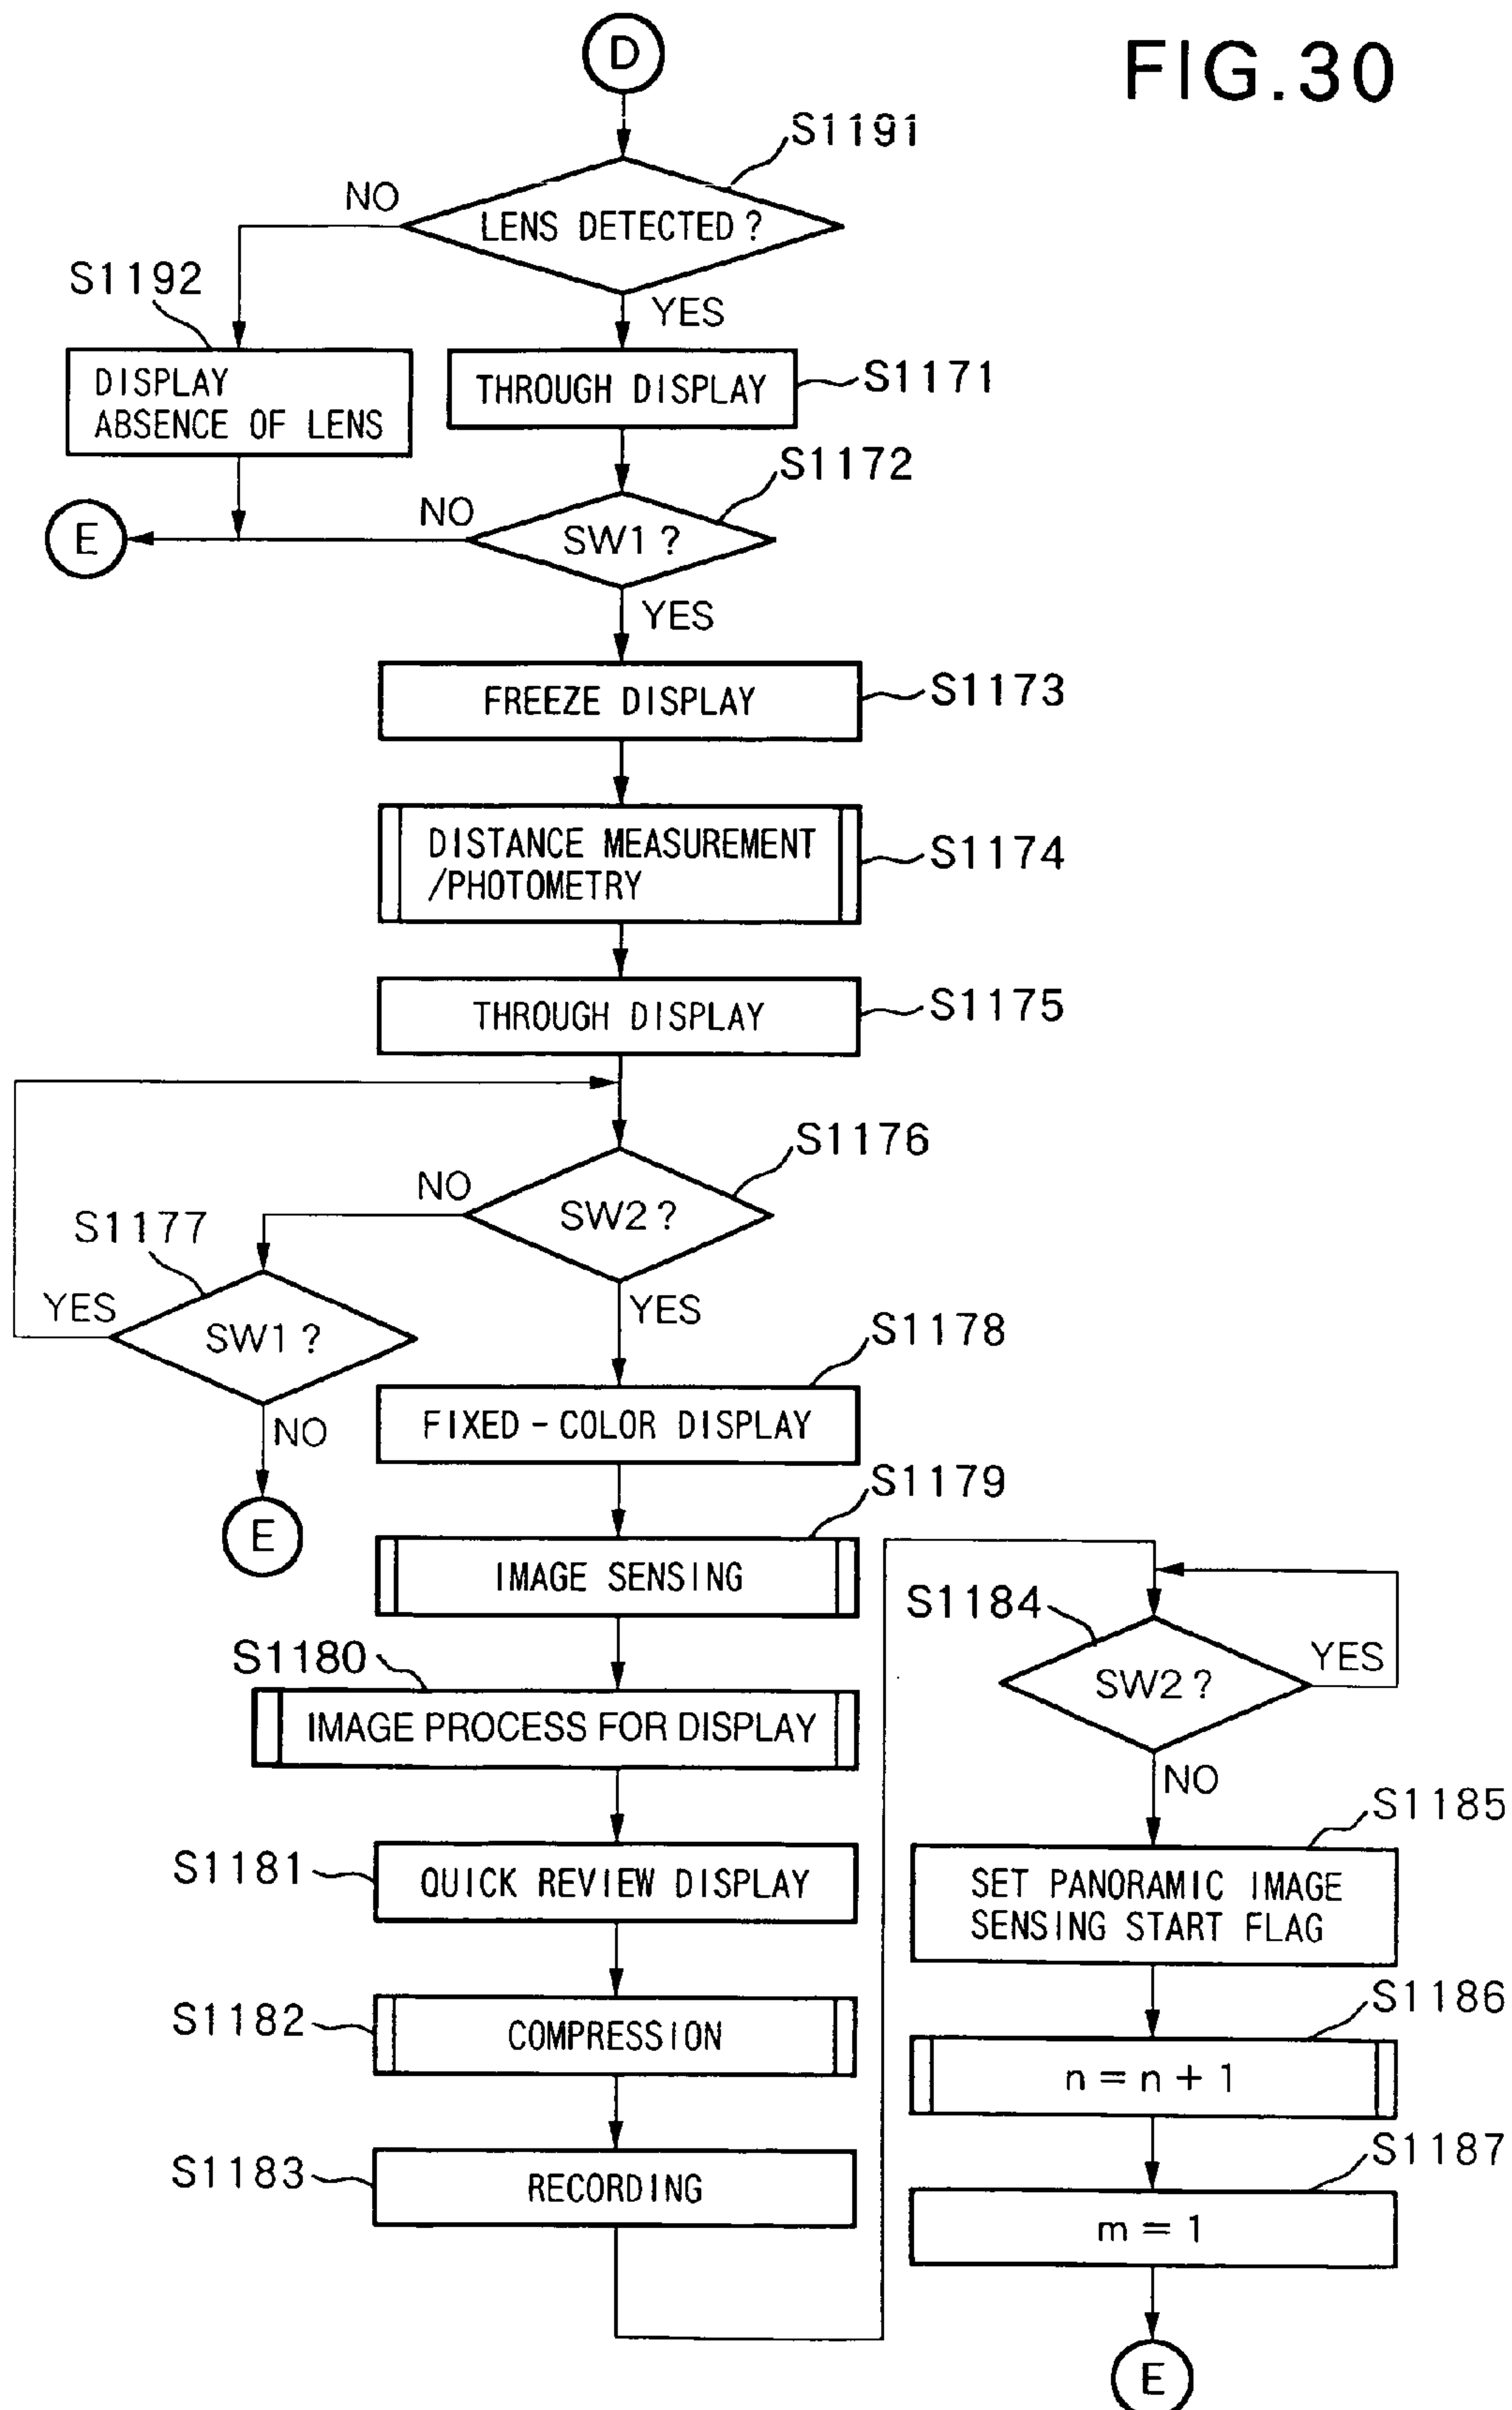 D
FIG.30
S1191
NO
LENS DETECTED?
S1192
YES
DISPLAY
ABSENCE OF LENS
THROUGH DISPLAY
S1171
S1172
NO
E
SW1?
YES
FREEZE DISPLAY
S1173
DISTANCE MEASUREMENT
/PHOTOMETRY
S1174
THROUGH DISPLAY
S1175
S1176
NO
SW2?
S1177
YES
YES
SW1?
S1178
NO
FIXED-COLOR DISPLAY
S1179
E
IMAGE SENSING
S1180
IMAGE PROCESS FOR DISPLAY
S1181
QUICK REVIEW DISPLAY
S1182
COMPRESSION
S1183
RECORDING
S1184
YES
SW2?
NO
S1185
SET PANORAMIC IMAGE
SENSING START FLAG
S1186
n = n + 1
S1187
m = 1
E